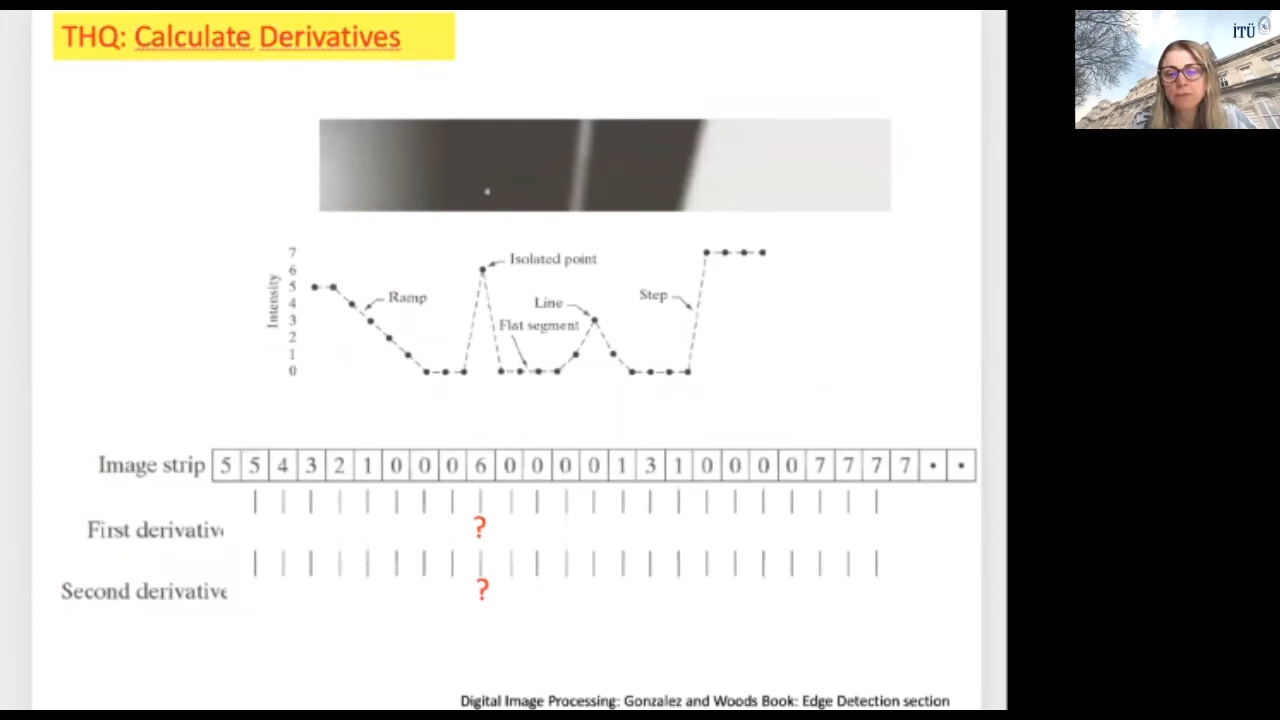 THQ: Calculate Derivatives
İTÜ
Intensity
7
6
5
4
3
2
1
0
Isolated point
Ramp
Line
Flat segment
Step
Image strip 5 5 4 3 2 1 0 0 0 6 0 0 0 0 1 3 1 0 0 0 0 7 7 7 7 • •
First derivativ
?
Second derivative
?
Digital Image Processing: Gonzalez and Woods Book: Edge Detection section